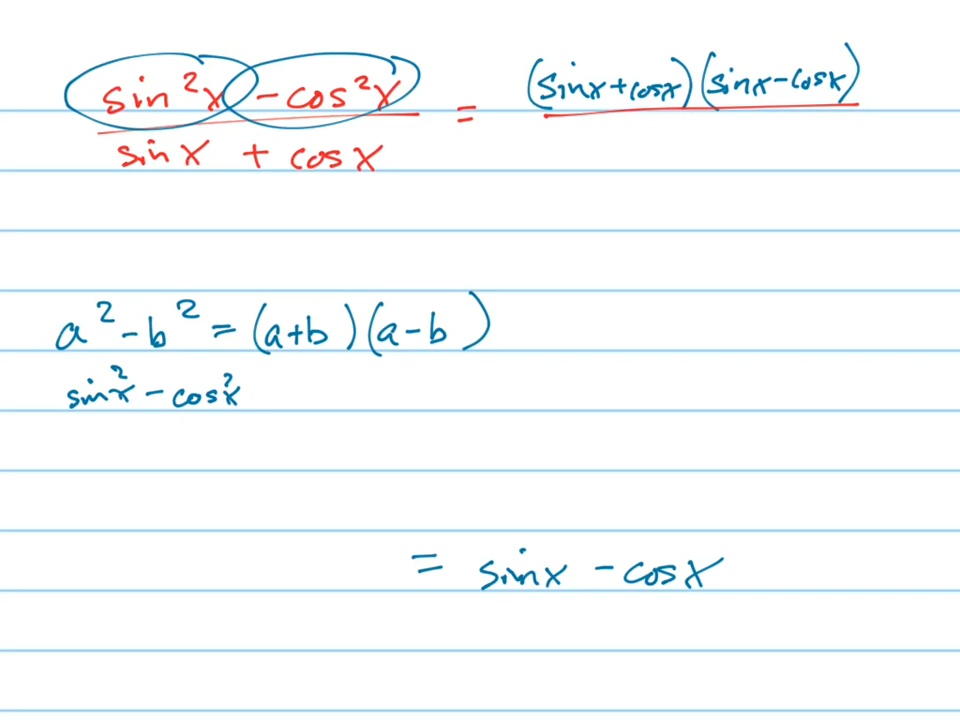 sin²x - cos²x = (sinx+cosx)(sinx-cosx)
sinx + cosx
a² - b² = (a+b)(a-b)
sin²x - cos²x
= sinx - cosx